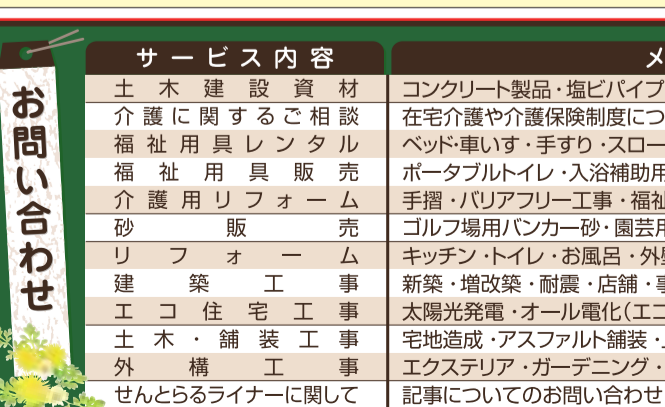 お問い合わせ
サービス内容 メ
土木建設資材 コンクリート製品・塩ビパイプ
介護に関するご相談 在宅介護や介護保険制度につ
福祉用具レンタル ベッド・車いす・手すり・スロー
福祉用具販売 ポータブルトイレ・入浴補助用
介護用リフォーム 手摺・バリアフリー工事・福祉
砂販売 ゴルフ場用バンカー砂・園芸用
リフォーム キッチン・トイレ・お風呂・外壁
建築工事 新築・増改築・耐震・店舗・事
エコ住宅工事 太陽光発電・オール電化(エコ
土木・舗装工事 宅地造成・アスファルト舗装・
外構工事 エクステリア・ガーデニング・
せんとらるライナーに関して 記事についてのお問い合わせ